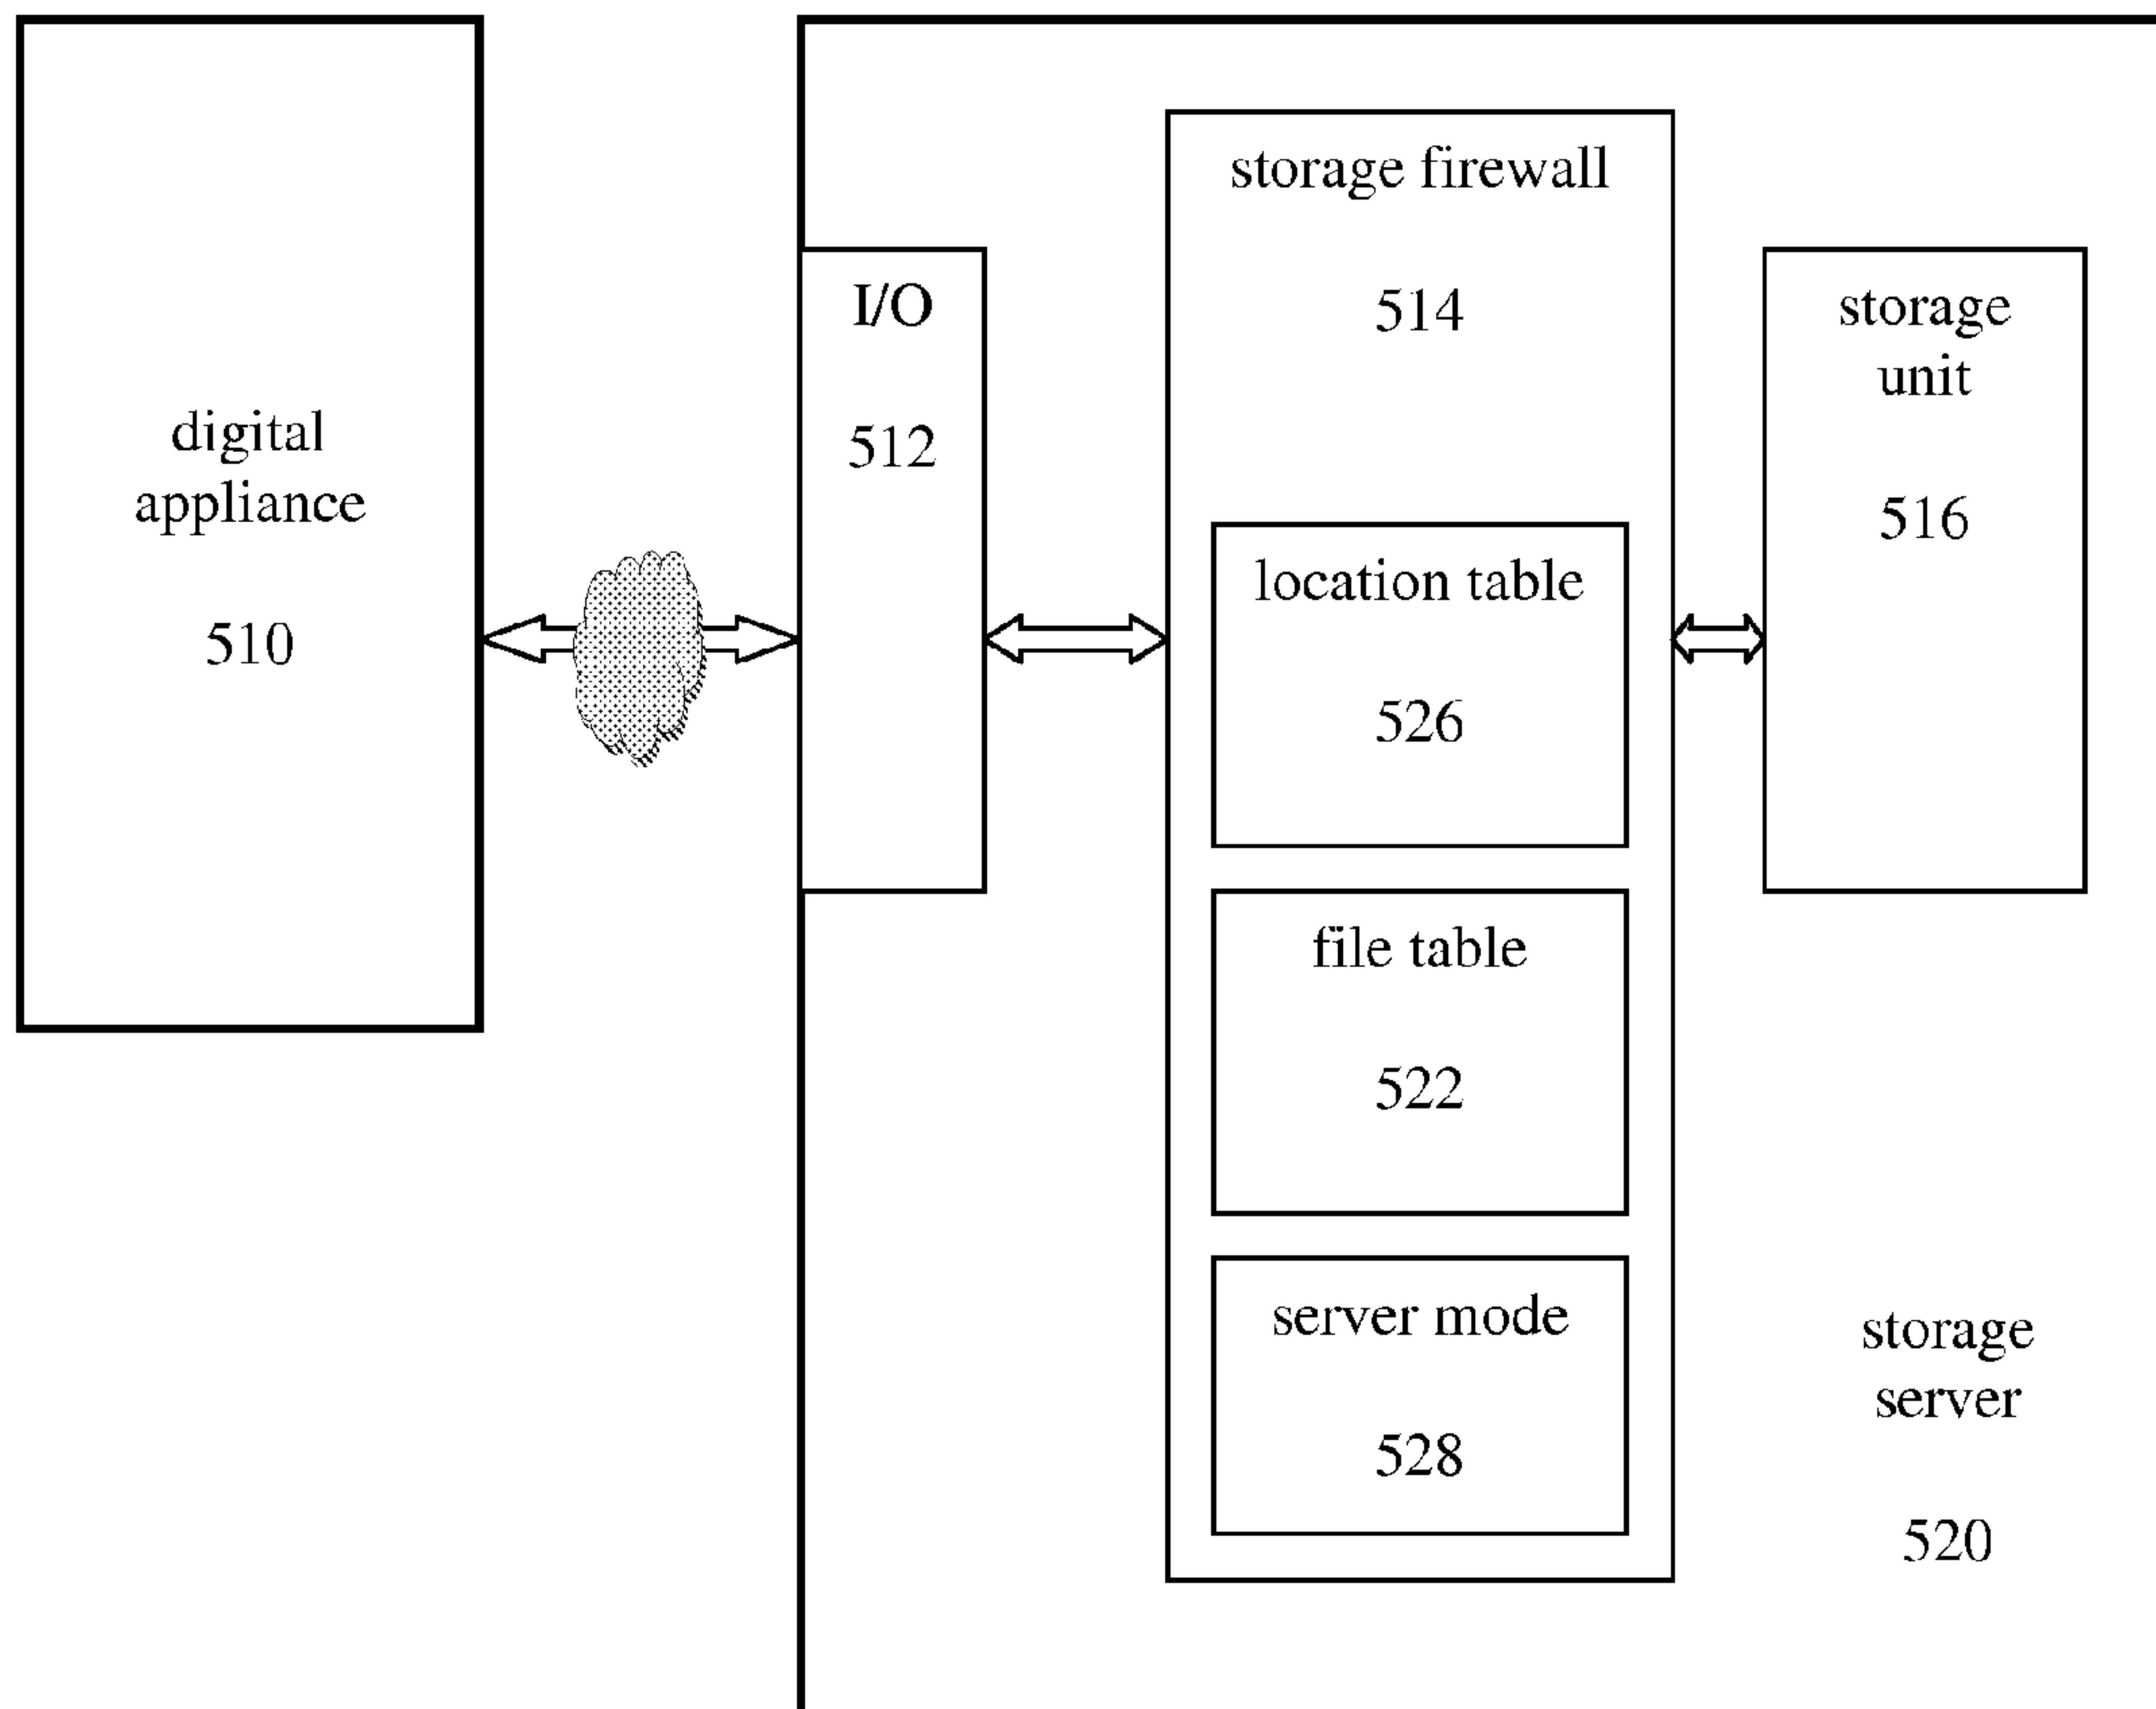 digital
appliance
510
I/O
512
storage firewall
514
location table
526
file table
522
server mode
528
storage
unit
516
storage
server
520